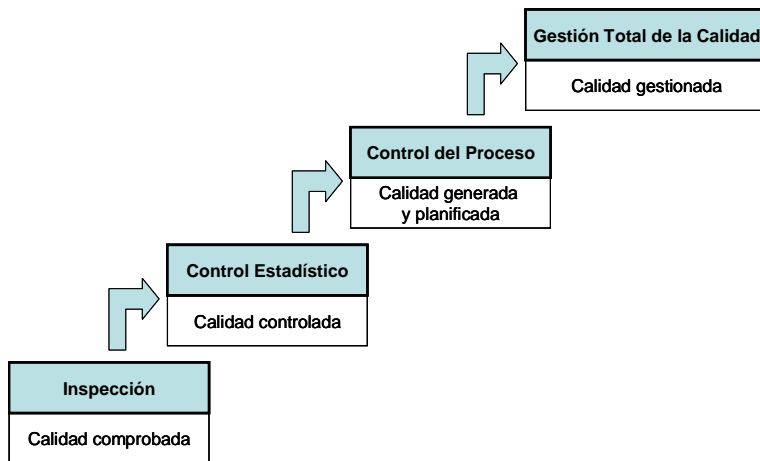 Gestión Total de la Calidad
Calidad gestionada
Control del Proceso
Calidad generada
y planificada
Control Estadístico
Calidad controlada
Inspección
Calidad comprobada